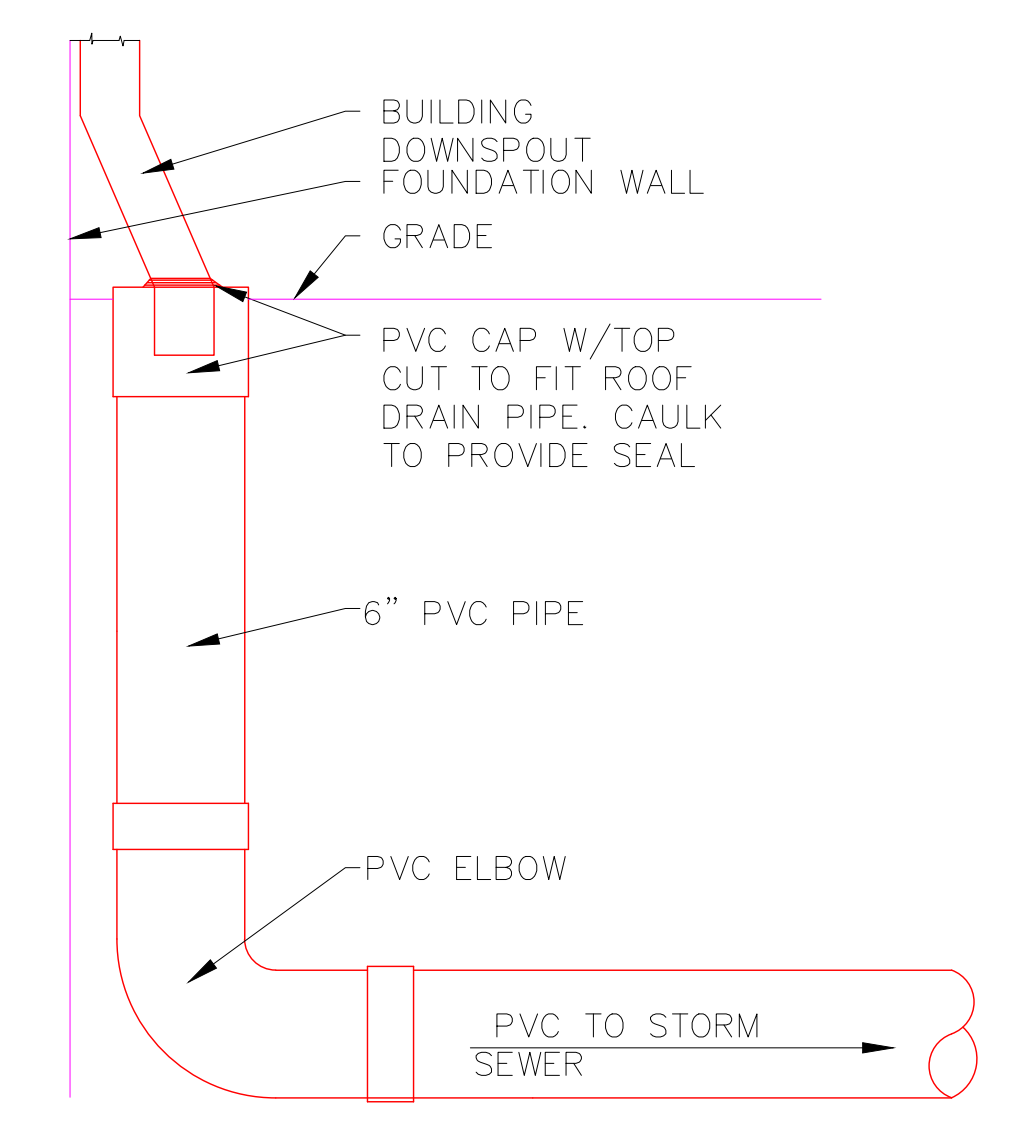 BUILDING
DOWNSPOUT
FOUNDATION WALL
GRADE
PVC CAP W/TOP
CUT TO FIT ROOF
DRAIN PIPE. CAULK
TO PROVIDE SEAL
6” PVC PIPE
PVC ELBOW
PVC TO STORM
SEWER